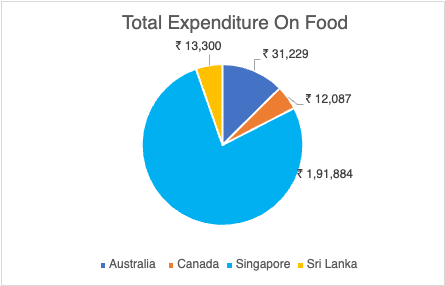 Total Expenditure On Food
₹ 13,300
₹ 31,229
₹ 12,087
₹ 1,91,884
Australia Canada Singapore Sri Lanka